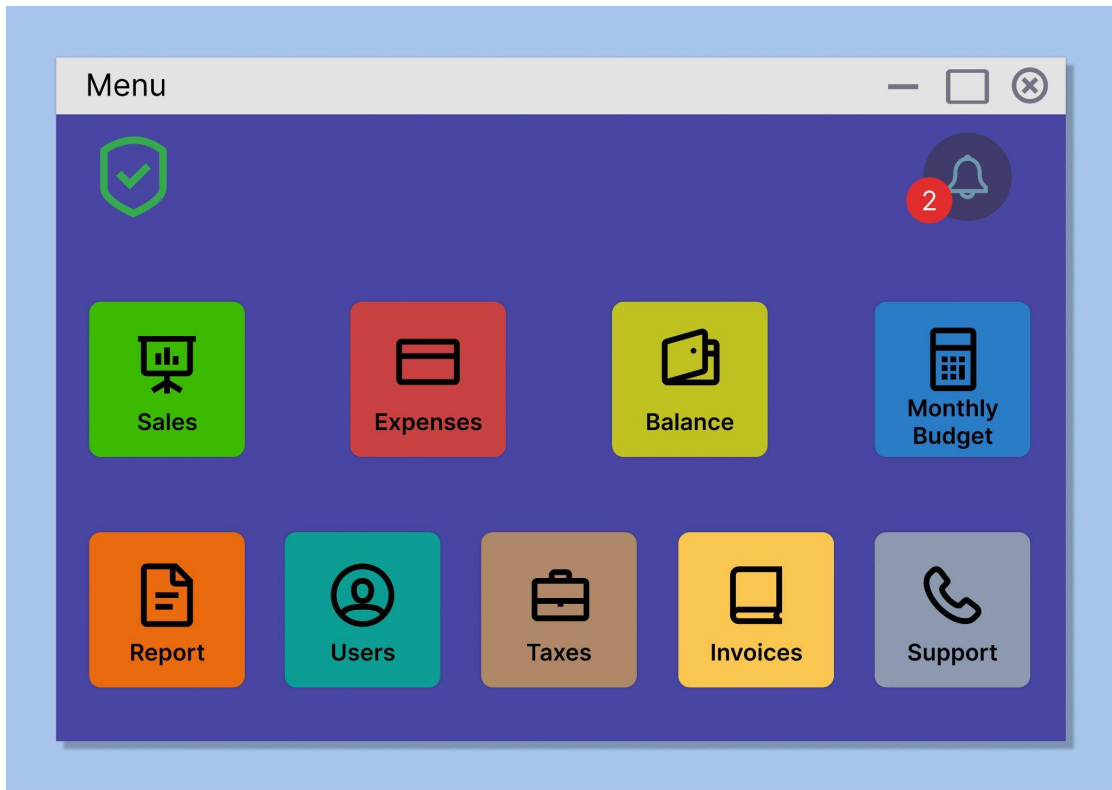 Menu
2
Sales
Expenses
Balance
Monthly
Budget
Report
Users
Taxes
Invoices
Support